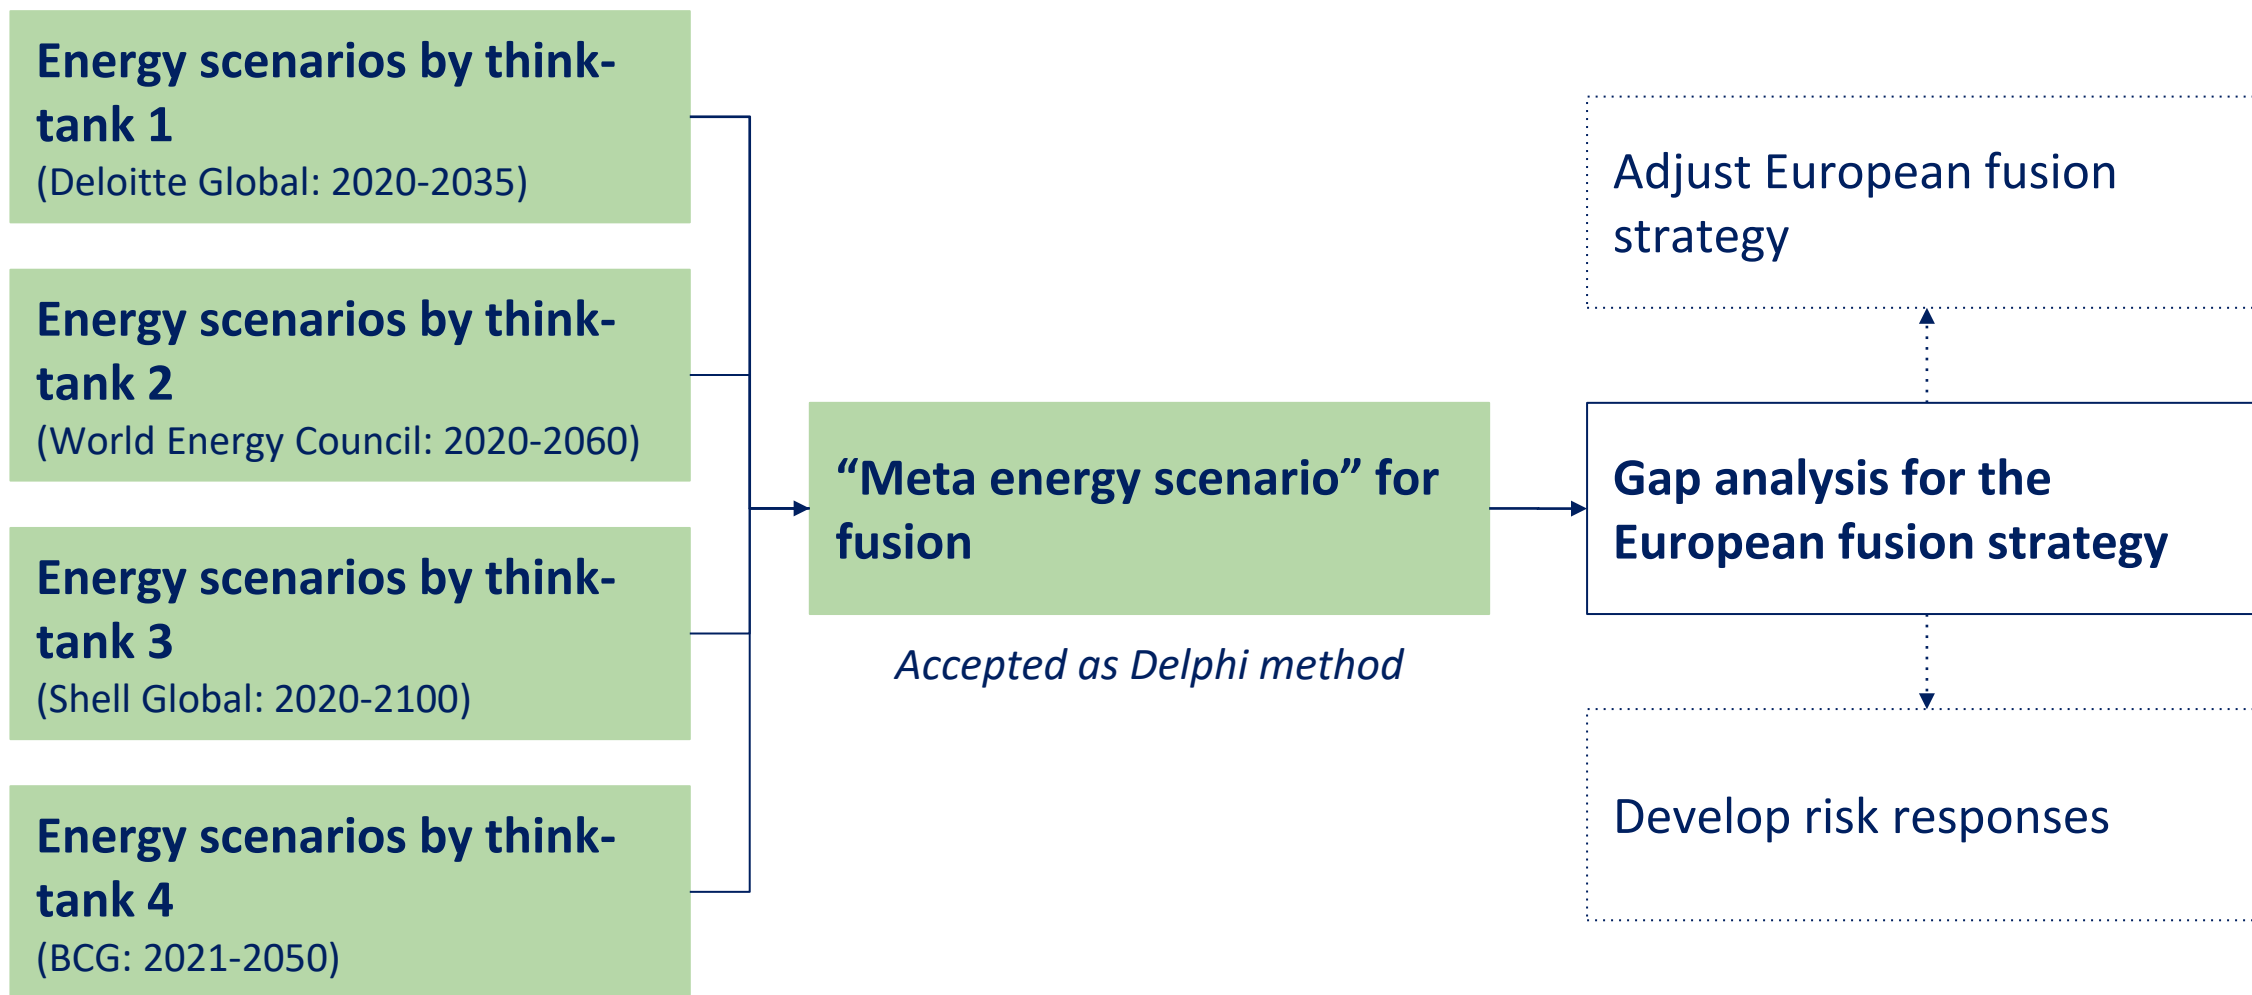 Energy scenarios by think-
tank 1
(Deloitte Global: 2020-2035)
Energy scenarios by think-
tank 2
(World Energy Council: 2020-2060)
Energy scenarios by think-
tank 3
(Shell Global: 2020-2100)
Energy scenarios by think-
tank 4
(BCG: 2021-2050)
“Meta energy scenario” for
fusion
Accepted as Delphi method
Adjust European fusion
strategy
Gap analysis for the
European fusion strategy
Develop risk responses